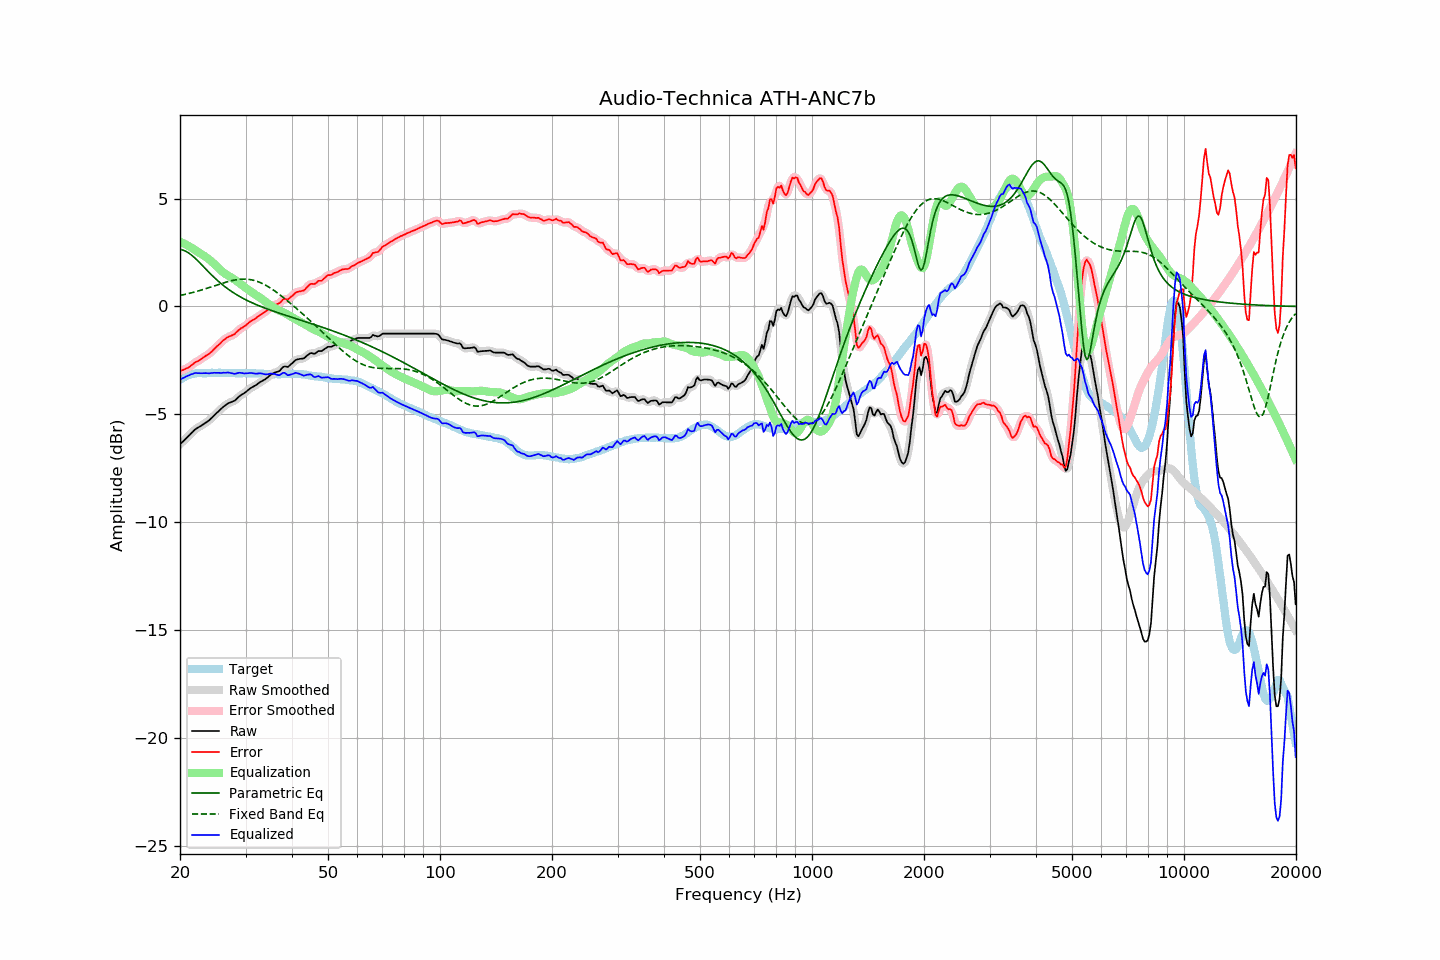 Audio-Technica ATH-ANC7b
Amplitude (dBr)
5
0
−5
−10
−15
−20
−25
Target
Raw Smoothed
Error Smoothed
Raw
Error
Equalization
Parametric Eq
Fixed Band Eq
Equalized
20 50 100 200 500 1000 2000 5000 10000 20000
Frequency (Hz)